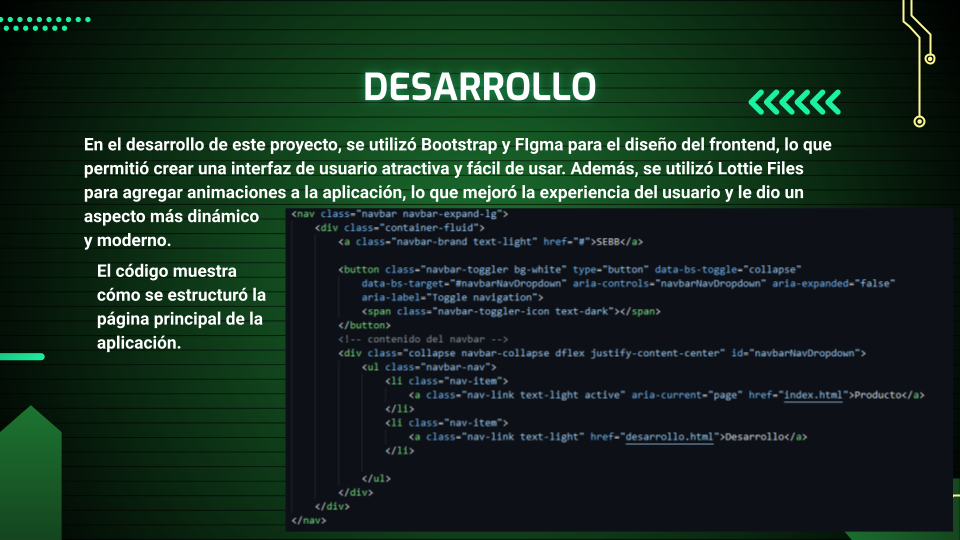 DESARROLLO
En el desarrollo de este proyecto, se utilizó Bootstrap y FIgma para el diseño del frontend, lo que
permitió crear una interfaz de usuario atractiva y fácil de usar. Además, se utilizó Lottie Files
para agregar animaciones a la aplicación, lo que mejoró la experiencia del usuario y le dio un
aspecto más dinámico
y moderno.
El código muestra
cómo se estructuró la
página principal de la
aplicación.
<nav class="navbar navbar-expand-lg">
<div class="container-fluid">
<a class="navbar-brand text-light" href="#">SEBB</a>
<button class="navbar-toggler bg-white" type="button" data-bs-toggle="collapse"
data-bs-target="#navbarNavDropdown" aria-controls="navbarNavDropdown" aria-expanded="false"
aria-label="Toggle navigation">
<span class="navbar-toggler-icon text-dark"></span>
</button>
<!-- contenido del navbar -->
<div class="collapse navbar-collapse dflex justify-content-center" id="navbarNavDropdown">
<ul class="navbar-nav">
<li class="nav-item">
<a class="nav-link text-light active" aria-current="page" href="index.html">Producto</a>
</li>
<li class="nav-item">
<a class="nav-link text-light" href="desarrollo.html">Desarrollo</a>
</li>
</ul>
</div>
</div>
</nav>